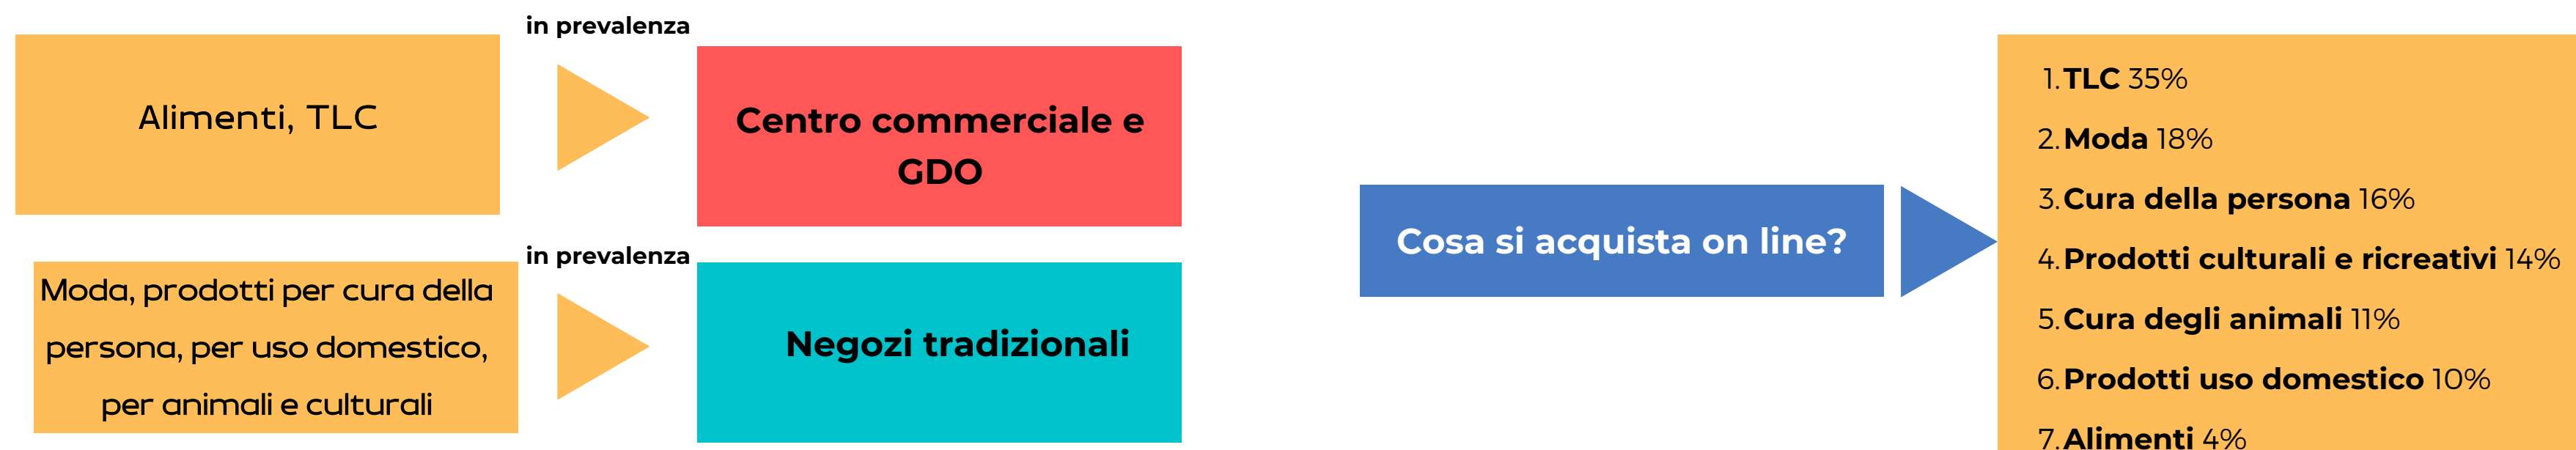 in prevalenza
Alimenti, TLC
Centro commerciale e
GDO
in prevalenza
Moda, prodotti per cura della
persona, per uso domestico,
per animali e culturali
Negozi tradizionali
Cosa si acquista on line?
1. TLC 35%
2. Moda 18%
3. Cura della persona 16%
4. Prodotti culturali e ricreativi 14%
5. Cura degli animali 11%
6. Prodotti uso domestico 10%
7. Alimenti 4%